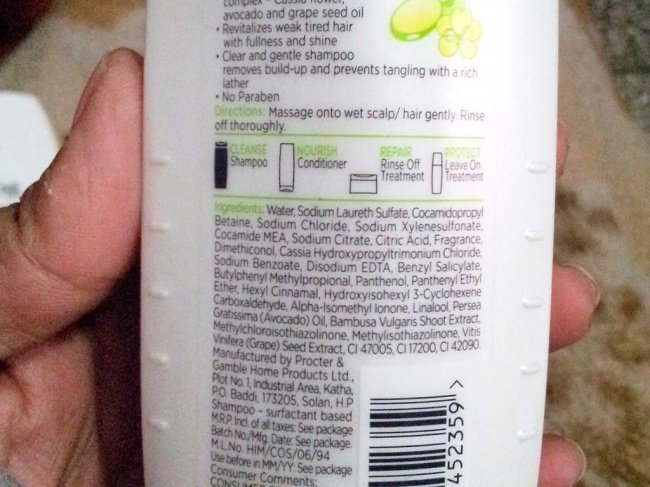 complex - Cassia flower,
avocado and grape seed oil
• Revitalizes weak tired hair
with fullness and shine
• Clear and gentle shampoo
removes build-up and prevents tangling with a rich
lather
• No Paraben
Directions: Massage onto wet scalp/ hair gently. Rinse
off thoroughly.
CLEANSE
Shampoo
NOURISH
Conditioner
REPAIR
Rinse Off
Treatment
PROTECT
Leave On
Treatment
Ingredients: Water, Sodium Laureth Sulfate, Cocamidopropyl
Betaine, Sodium Chloride, Sodium Xylenesulfonate,
Cocamide MEA, Sodium Citrate, Citric Acid, Fragrance,
Dimethiconol, Cassia Hydroxypropyltrimonium Chloride,
Sodium Benzoate, Disodium EDTA, Benzyl Salicylate,
Butylphenyl Methylpropional, Panthenol, Panthenyl Ethyl
Ether, Hexyl Cinnamal, Hydroxyisohexyl 3-Cyclohexene
Carboxaldehyde, Alpha-Isomethyl Ionone, Linalool, Persea
Gratissima (Avocado) Oil, Bambusa Vulgaris Shoot Extract,
Methylchloroisothiazolinone, Methylisothiazolinone, Vitis
Vinifera (Grape) Seed Extract, CI 47005, CI 17200, CI 42090.
Manufactured by Procter &
Gamble Home Products Ltd.,
Plot No. 1, Industrial Area, Katha,
P.O. Baddi, 173205, Solan, H.P
Shampoo - surfactant based
M.R.P. Incl. of all taxes: See package
Batch No./Mfg. Date: See package
M.L.No. HIM/COS/06/94
Use before in MM/YY: See package
Consumer Comments:
CONSUMER
452359 >